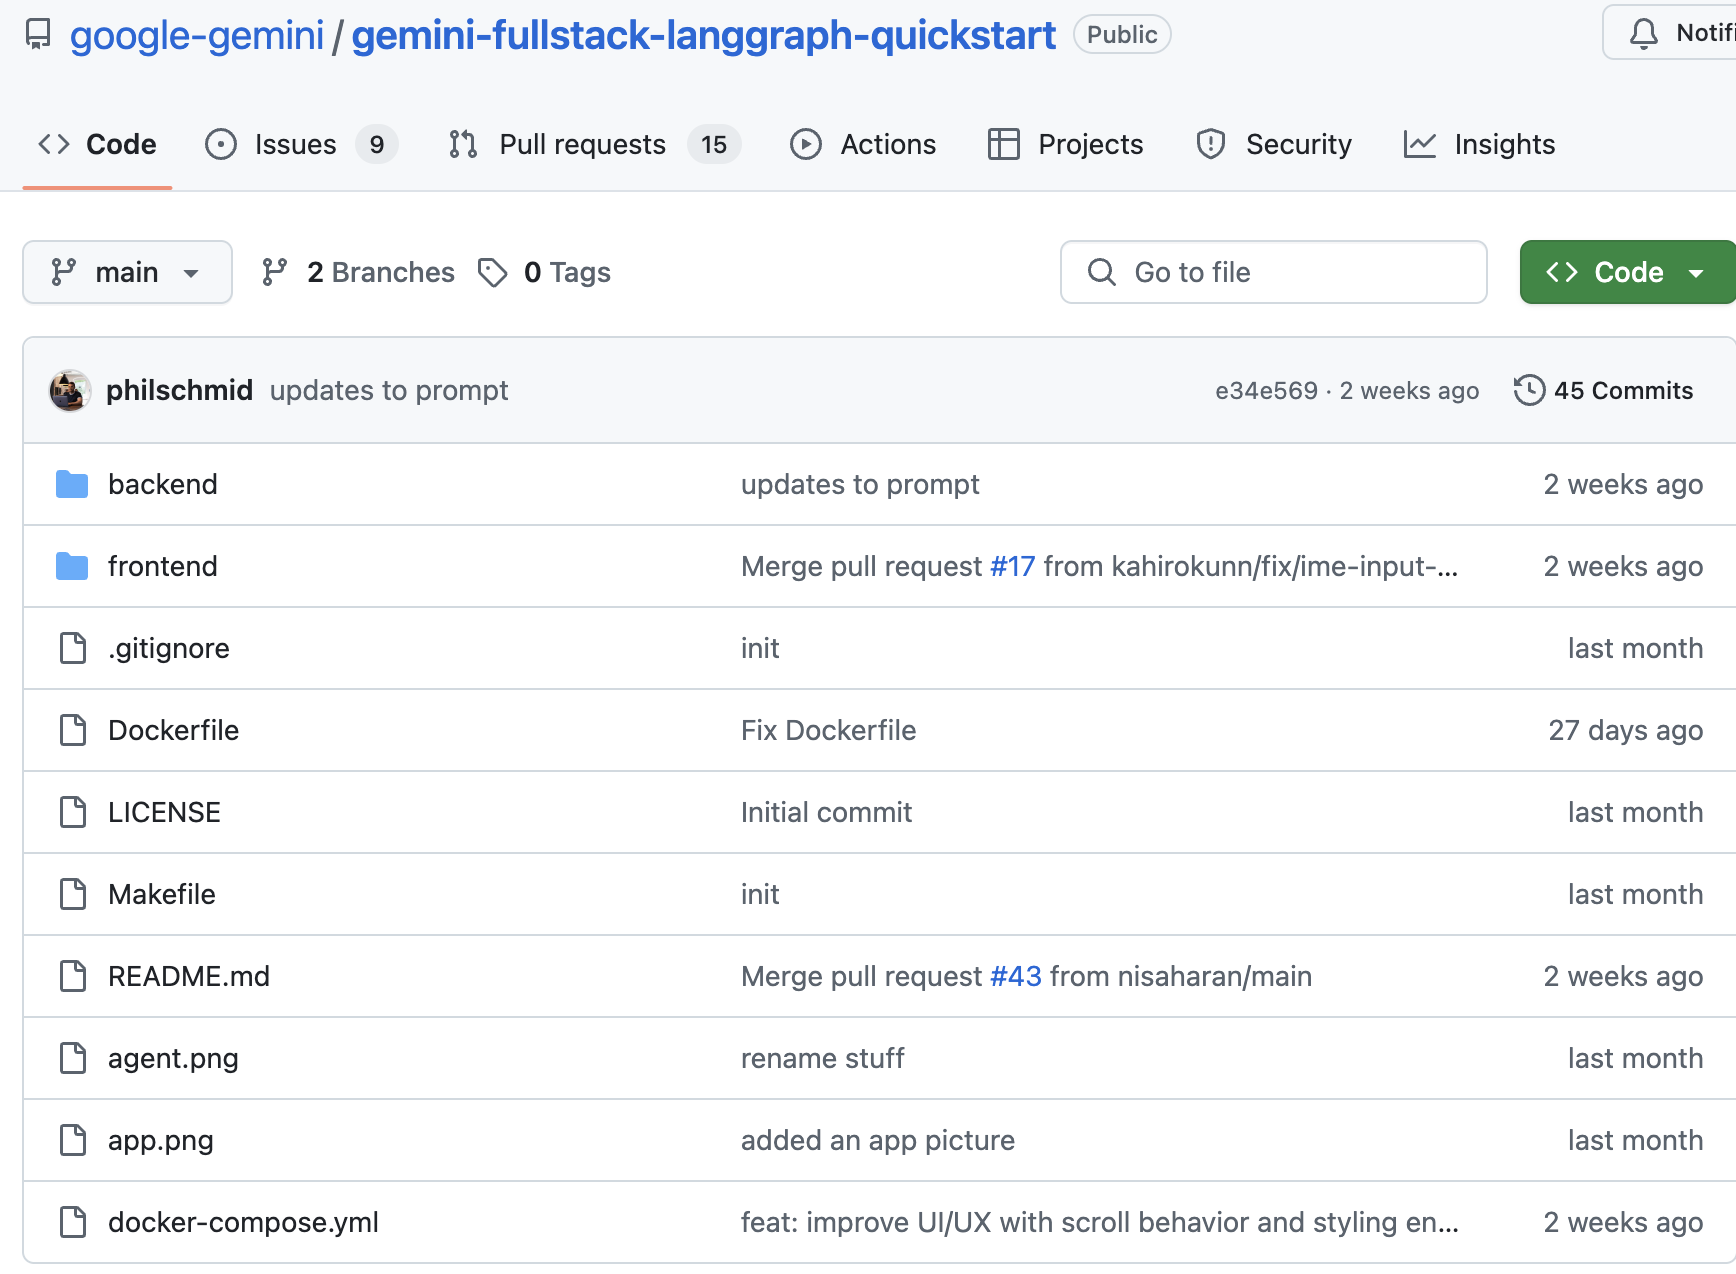 google-gemini / gemini-fullstack-langgraph-quickstart Public Notifi
Code Issues 9 Pull requests 15 Actions Projects Security Insights
main 2 Branches 0 Tags Go to file Code
philschmid updates to prompt e34e569 · 2 weeks ago 45 Commits
backend updates to prompt 2 weeks ago
frontend Merge pull request #17 from kahirokunn/fix/ime-input-... 2 weeks ago
.gitignore init last month
Dockerfile Fix Dockerfile 27 days ago
LICENSE Initial commit last month
Makefile init last month
README.md Merge pull request #43 from nisaharan/main 2 weeks ago
agent.png rename stuff last month
app.png added an app picture last month
docker-compose.yml feat: improve UI/UX with scroll behavior and styling en... 2 weeks ago